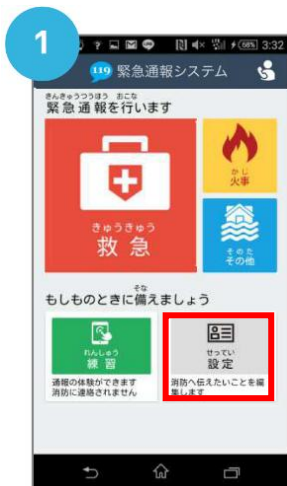 1
58% 3:32
119 緊急通報システム
きんきゅうつうほう おこな
緊急通報を行います
きゅうきゅう
救急
かじ
火事
そのた
その他
そな
もしものときに備えましょう
れんしゅう
練習
通報の体験ができます
消防に連絡されません
せってい
設定
消防へ伝えたいことを編
集します